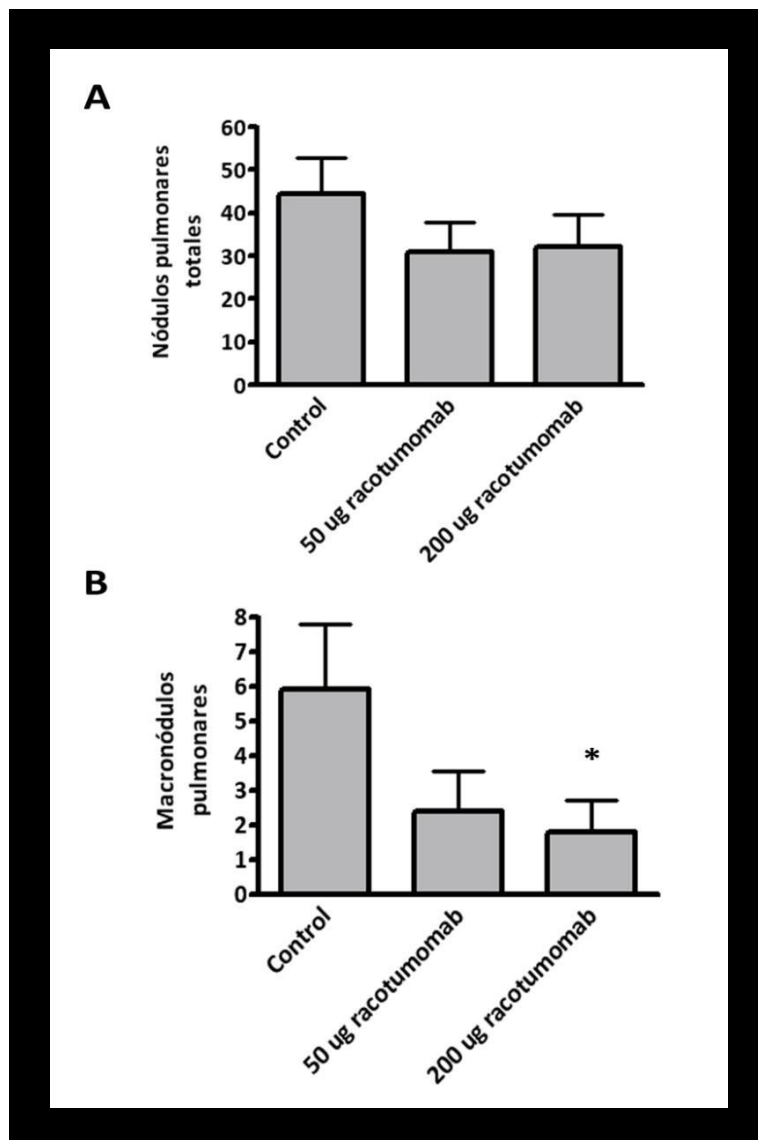 A
Nódulos pulmonares
totales
60
50
40
30
20
10
0
Control
50 ug racotumomab
200 ug racotumomab
B
Macronódulos
pulmonares
8
7
6
5
4
3
2
1
0
*
Control
50 ug racotumomab
200 ug racotumomab